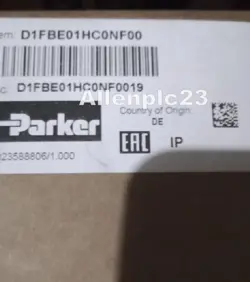 em: D1FBE01HC0NF00
c. D1FBE01HC0NF0019
Allenplc23
Parker
Country of Origin
DE
EAC IP
23588806/1.000